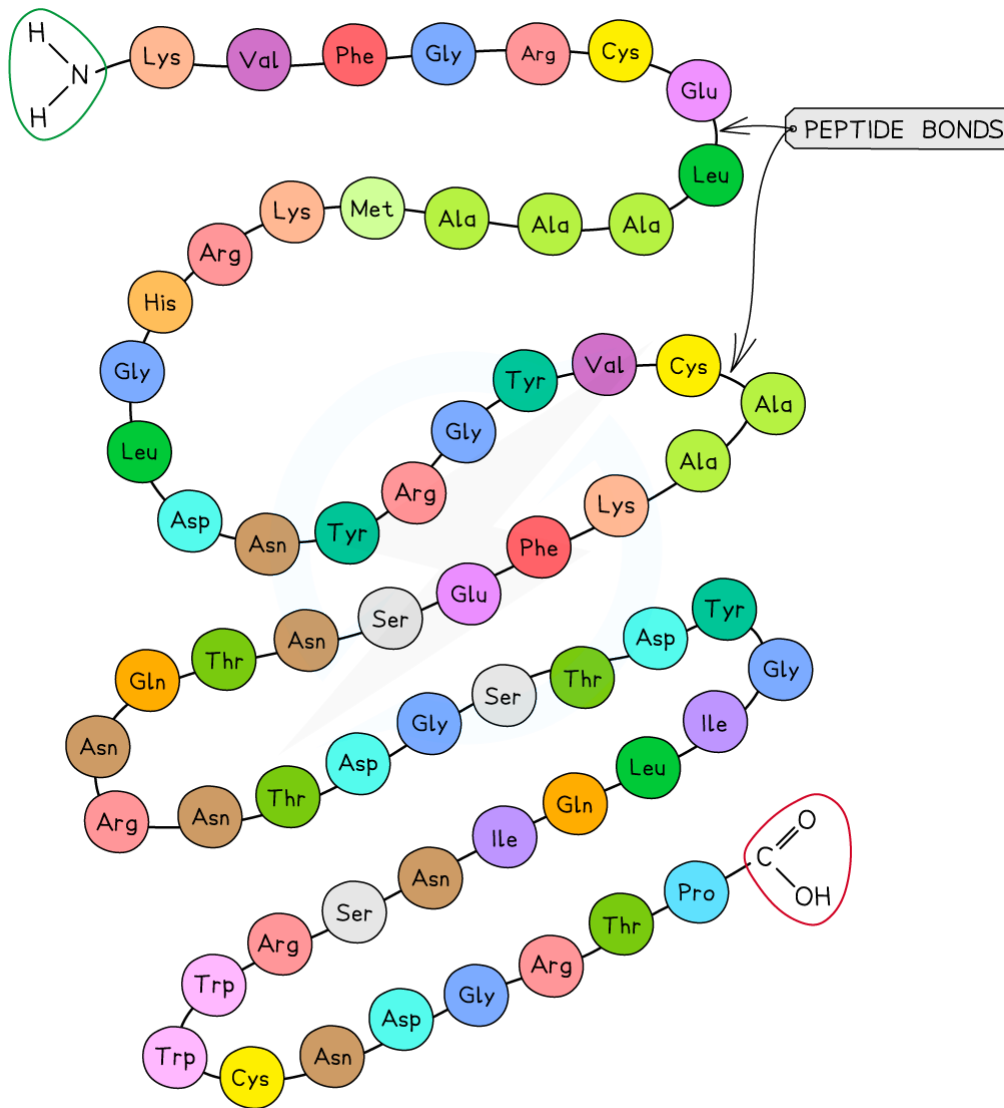 H
N
H
Lys Val Phe Gly Arg Cys
Glu
PEPTIDE BONDS
Leu
Ala Ala Ala Met Lys
Arg
His
Gly
Leu
Asp
Asn
Tyr
Arg
Gly
Tyr
Val
Cys
Ala
Ala
Lys
Phe
Glu
Ser
Asn
Thr
Gln
Asn
Arg
Asn
Thr
Asp
Gly
Ser
Thr
Asp
Tyr
Gly
Ile
Leu
Gln
Ile
Asn
Ser
Arg
Trp
Trp
Cys
Asn
Asp
Gly
Arg
Thr
Pro
C
O
OH